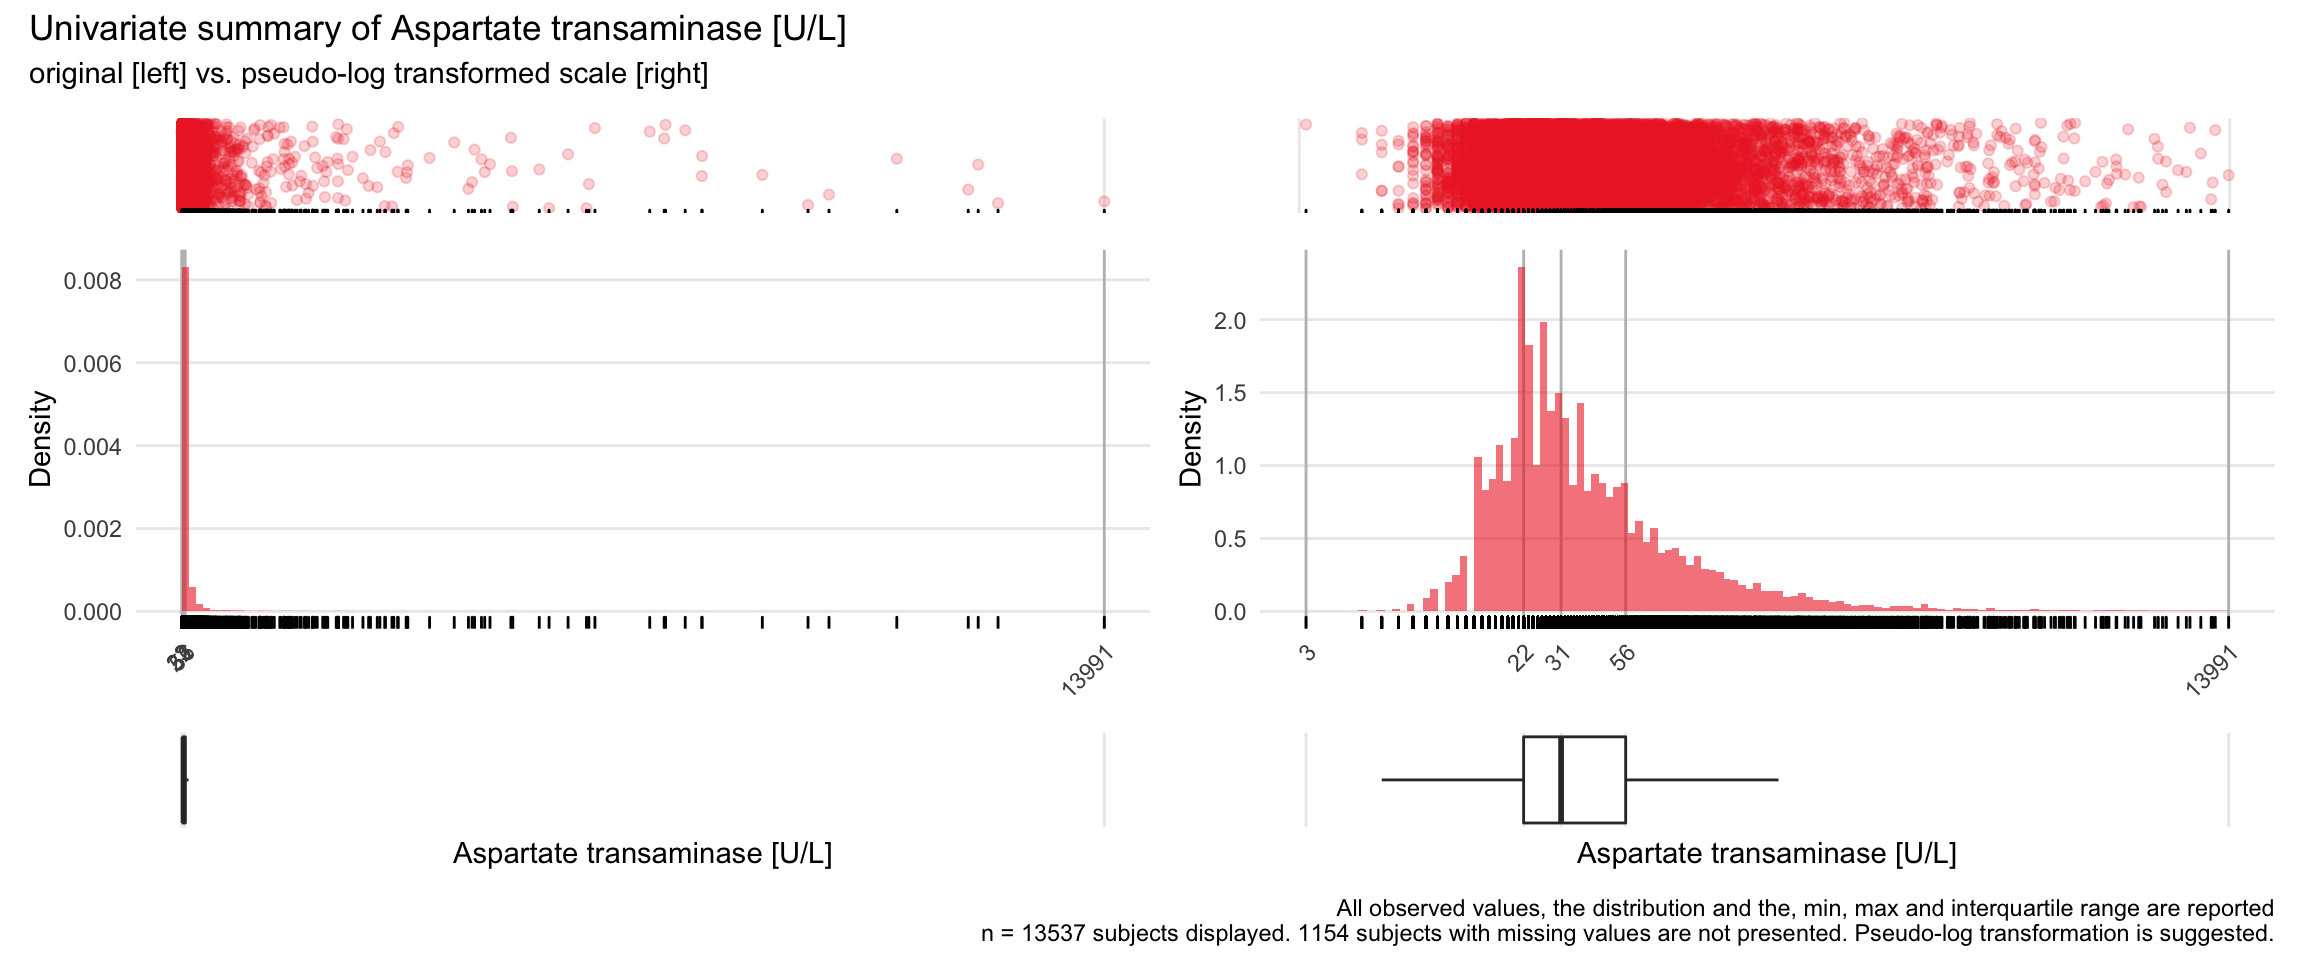 Univariate summary of Aspartate transaminase [U/L]
original [left] vs. pseudo-log transformed scale [right]
Density
0.008
0.006
0.004
0.002
0.000
13991
Aspartate transaminase [U/L]
Density
2.0
1.5
1.0
0.5
0.0
3
22
31
56
13991
Aspartate transaminase [U/L]
All observed values, the distribution and the, min, max and interquartile range are reported
n = 13537 subjects displayed. 1154 subjects with missing values are not presented. Pseudo-log transformation is suggested.